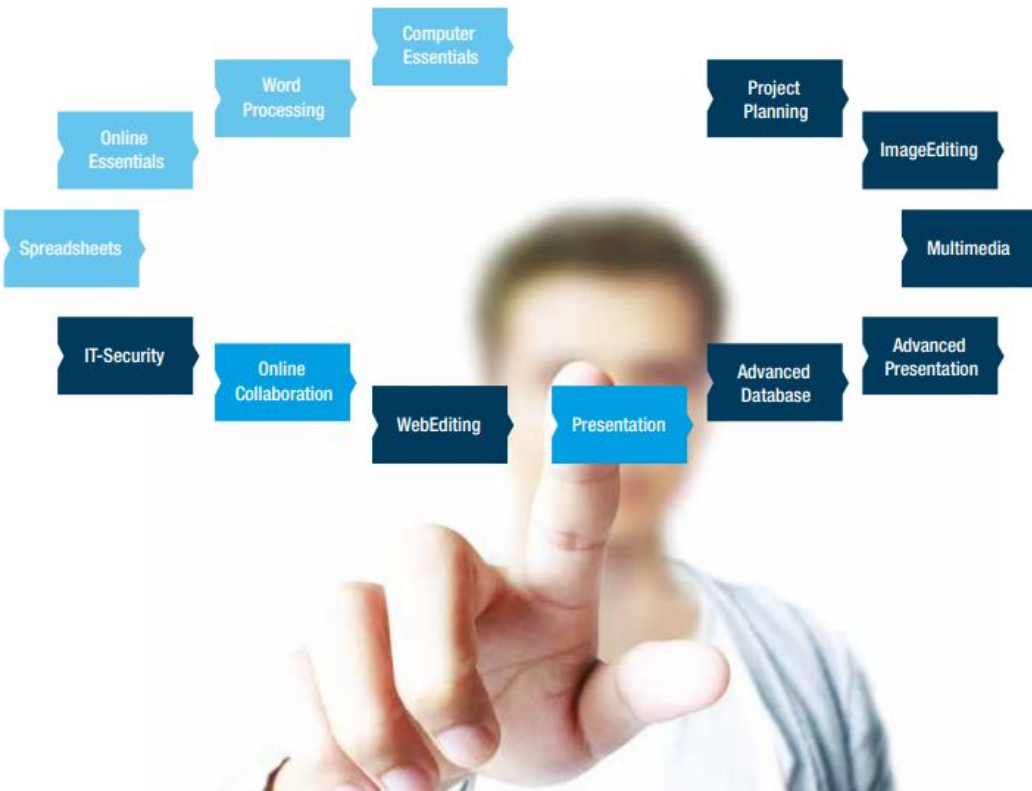 Computer
Essentials
Word
Processing
Project
Planning
Online
Essentials
ImageEditing
Spreadsheets
Multimedia
IT-Security
Online
Collaboration
WebEditing
Presentation
Advanced
Database
Advanced
Presentation